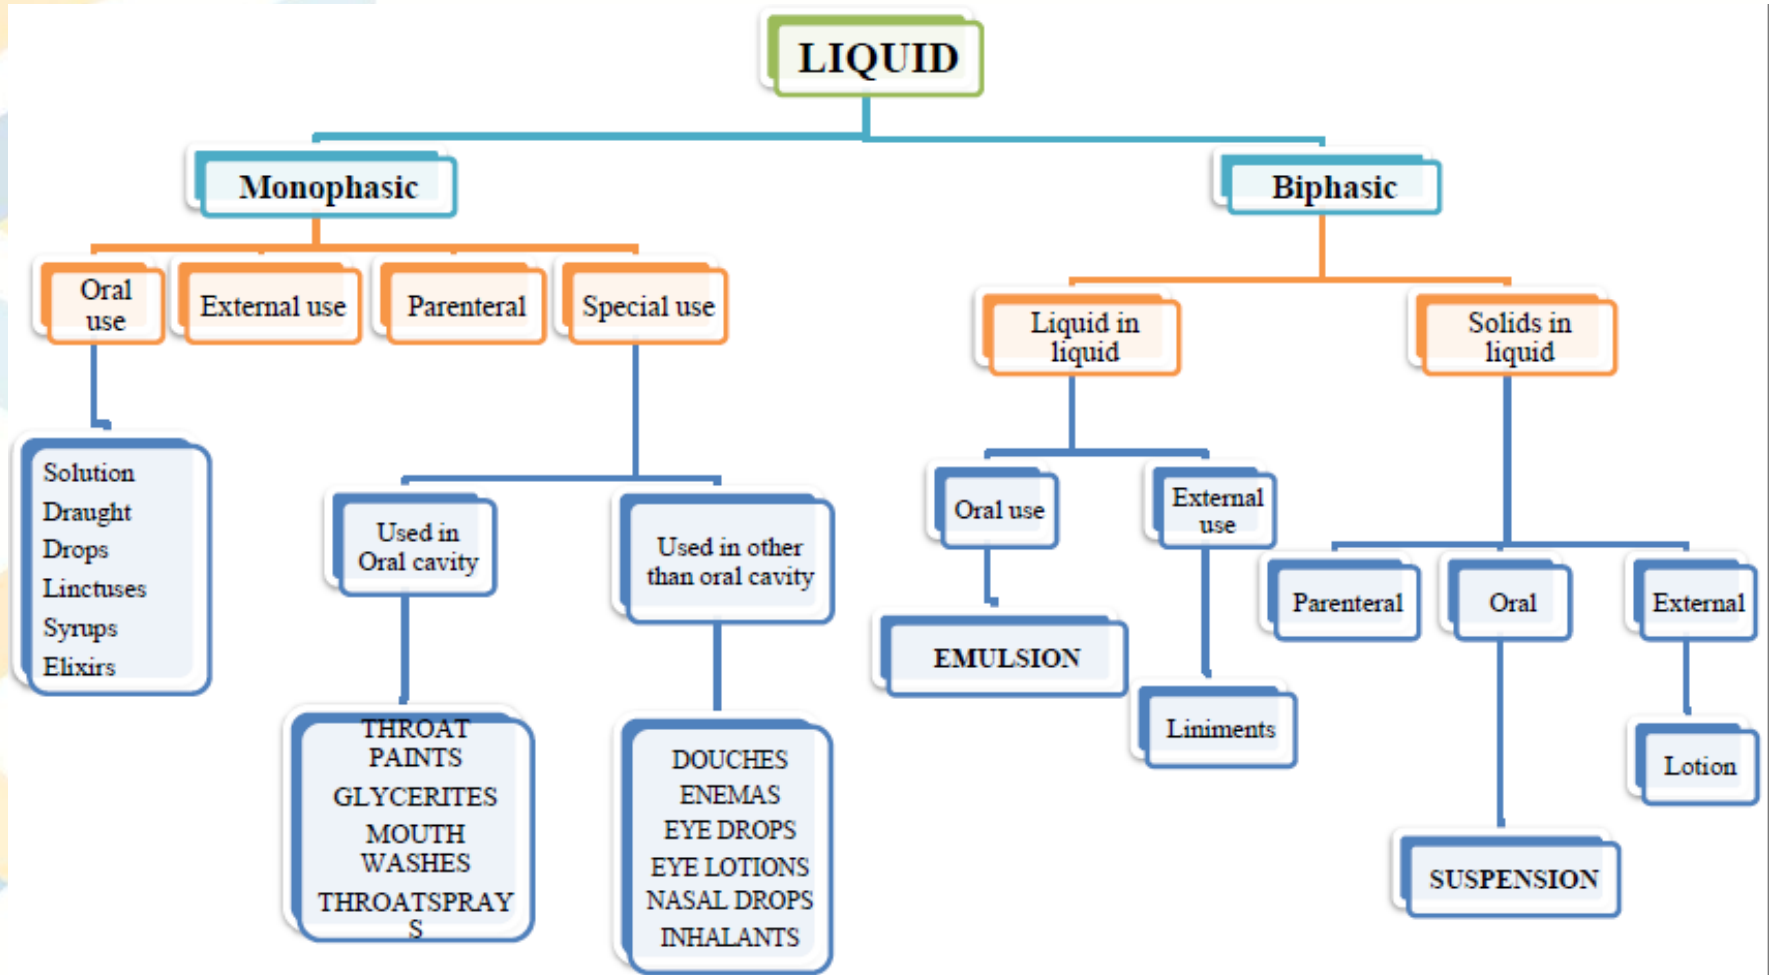 LIQUID
Monophasic
Biphasic
Oral
use
External use
Parenteral
Special use
Liquid in
liquid
Solids in
liquid
Solution
Draught
Drops
Linctuses
Syrups
Elixirs
Used in
Oral cavity
Used in other
than oral cavity
Oral use
External
use
Parenteral
Oral
External
EMULSION
Liniments
Lotion
SUSPENSION
THROAT
PAINTS
GLYCERITES
MOUTH
WASHES
THROATSPRAY
S
DOUCHES
ENEMAS
EYE DROPS
EYE LOTIONS
NASAL DROPS
INHALANTS